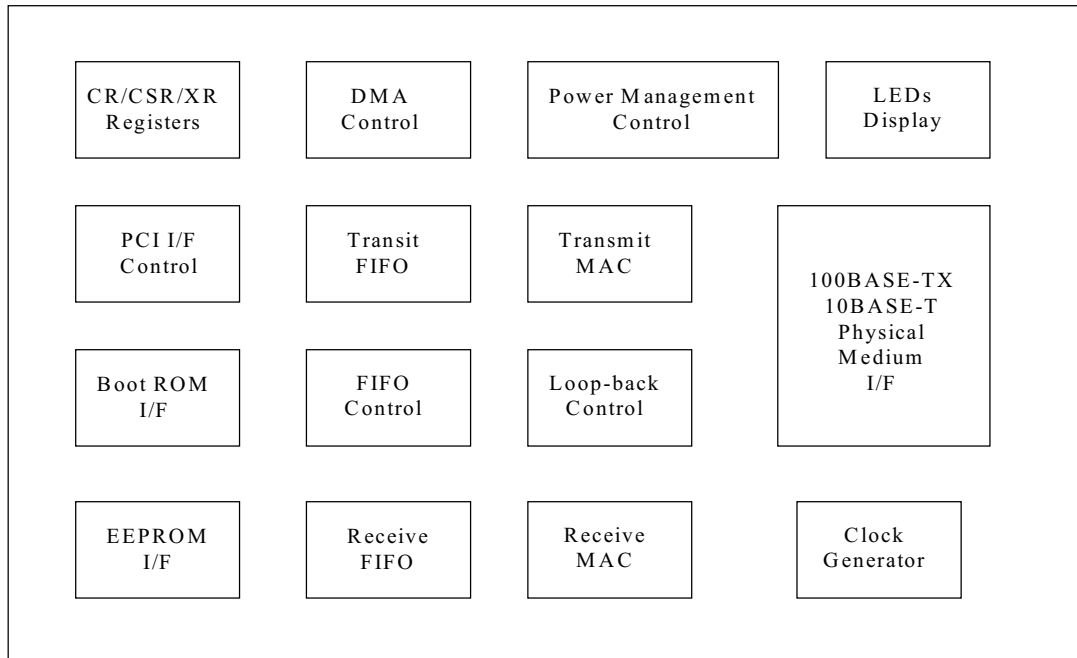 CR/CSR/XR
Registers
DMA
Control
Power Management
Control
LEDs
Display
PCI I/F
Control
Transit
FIFO
Transmit
MAC
100BASE-TX
10BASE-T
Physical
Medium
I/F
Boot ROM
I/F
FIFO
Control
Loop-back
Control
EEPROM
I/F
Receive
FIFO
Receive
MAC
Clock
Generator